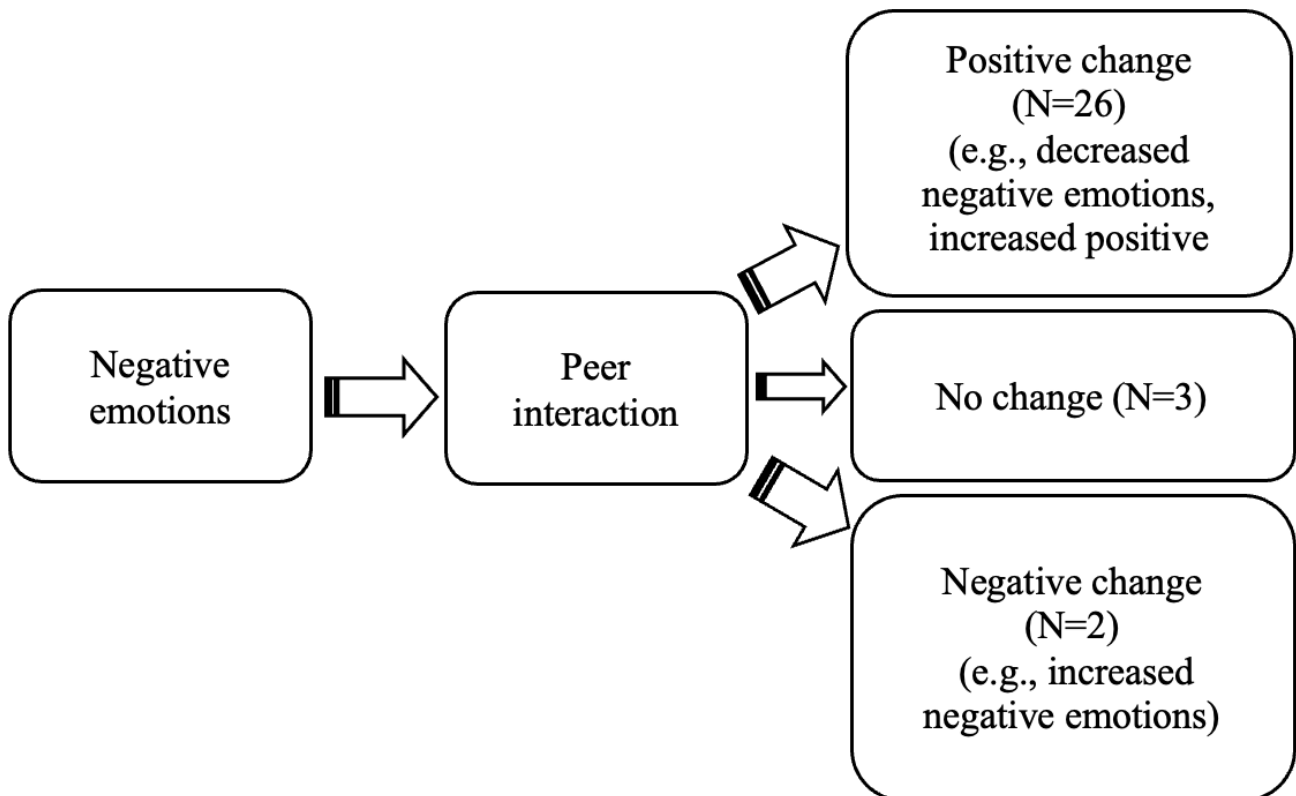 Negative
emotions
Peer
interaction
Positive change
(N=26)
(e.g., decreased
negative emotions,
increased positive
No change (N=3)
Negative change
(N=2)
(e.g., increased
negative emotions)